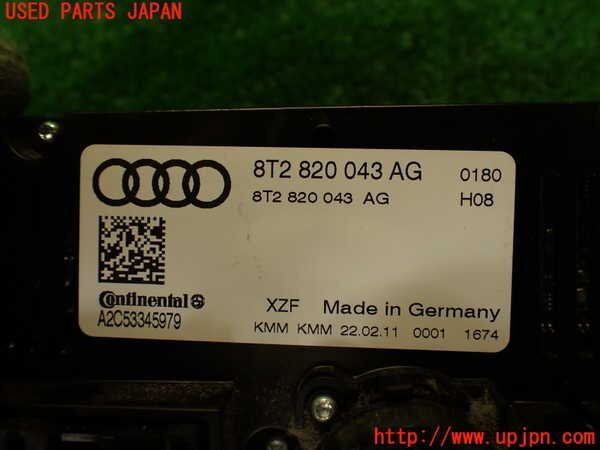 USED PARTS JAPAN
8T2 820 043 AG 0180
8T2 820 043 AG H08
Continental
A2C53345979
XZF Made in Germany
KMM KMM 22.02.11 0001 1674
http://www.upjpn.com/